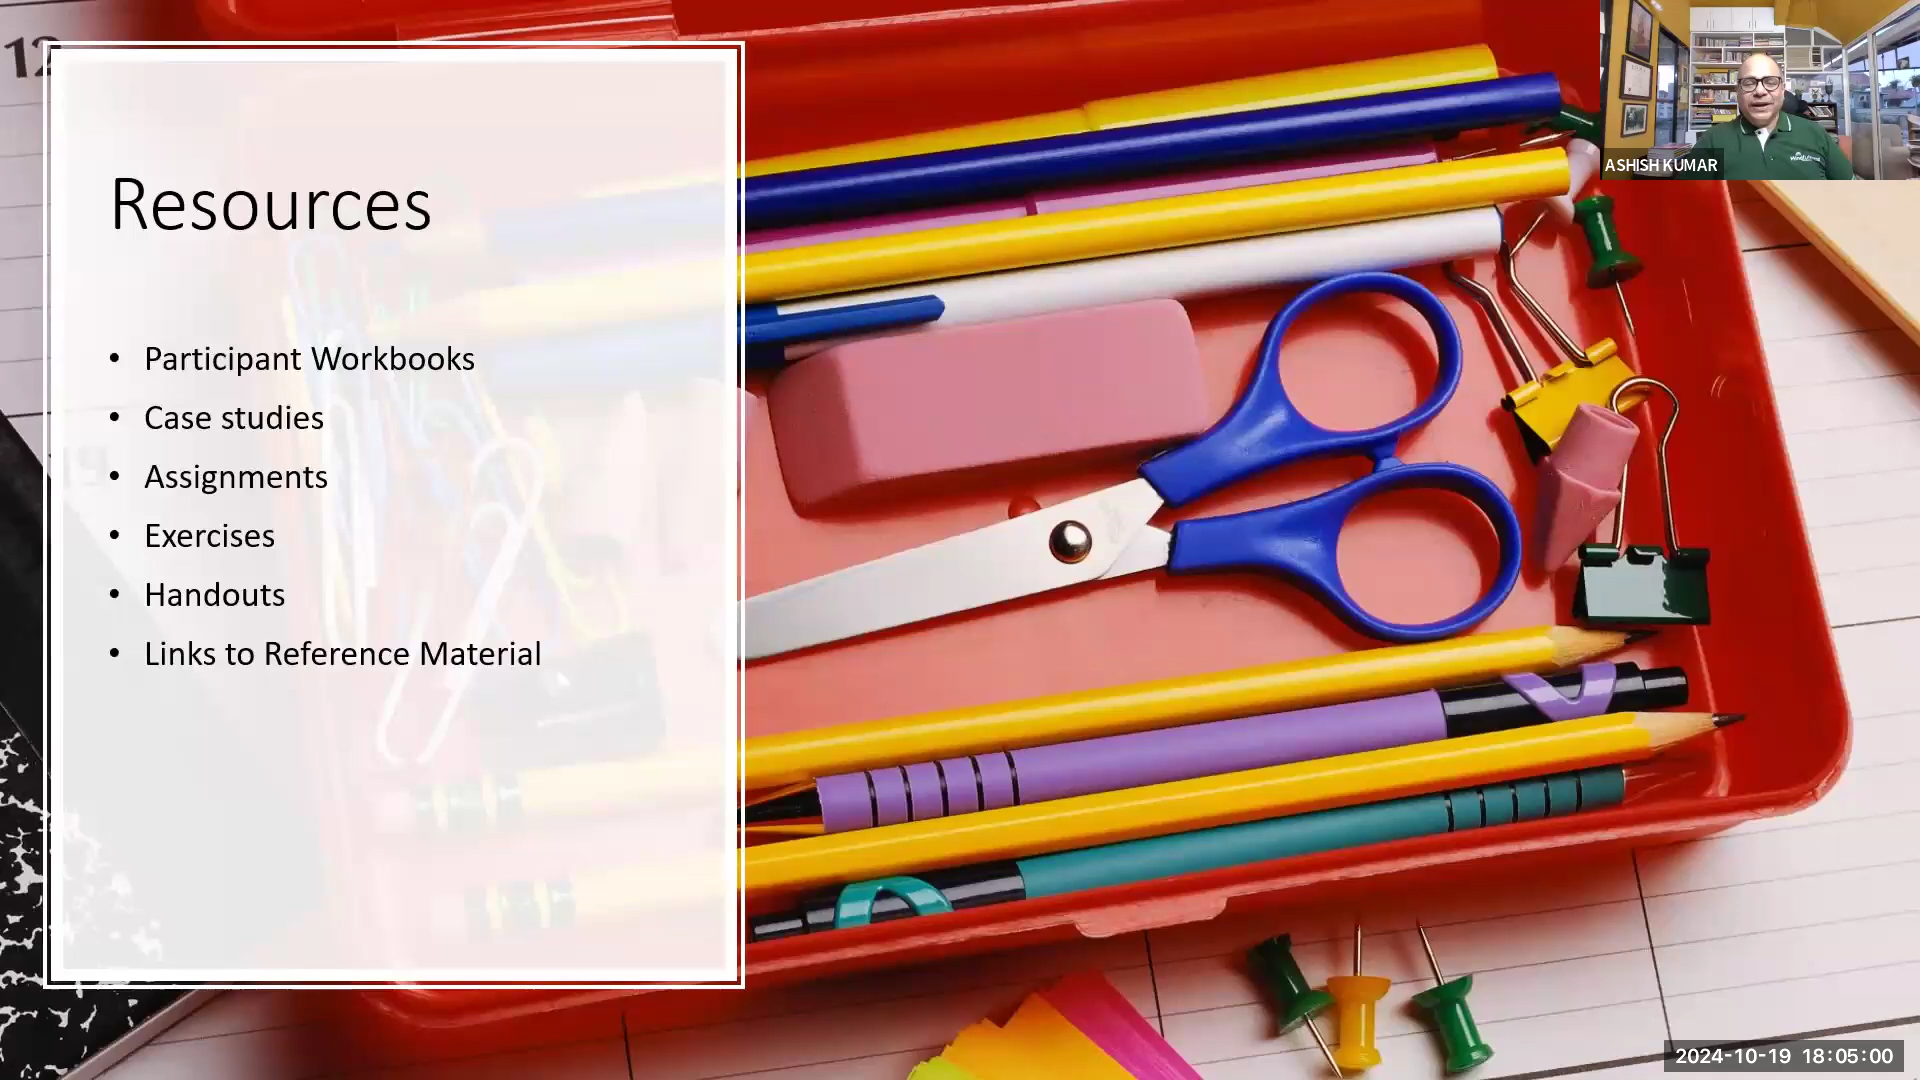 12
ASHISH KUMAR
Resources
• Participant Workbooks
• Case studies
• Assignments
• Exercises
• Handouts
• Links to Reference Material
2024-10-19 18:05:00